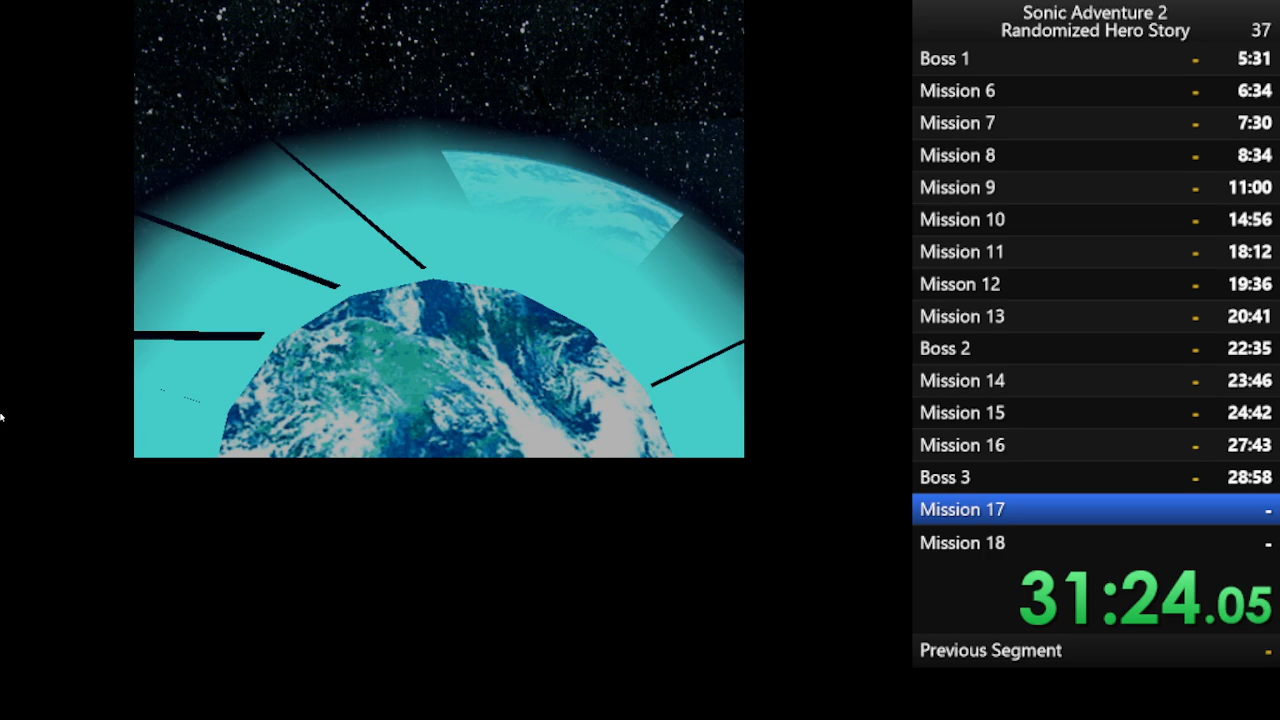 Sonic Adventure 2
Randomized Hero Story 37
Boss 1 - 5:31
Mission 6 - 6:34
Mission 7 - 7:30
Mission 8 - 8:34
Mission 9 - 11:00
Mission 10 - 14:56
Mission 11 - 18:12
Misson 12 - 19:36
Mission 13 - 20:41
Boss 2 - 22:35
Mission 14 - 23:46
Mission 15 - 24:42
Mission 16 - 27:43
Boss 3 - 28:58
Mission 17 -
Mission 18 -
31:24.05
Previous Segment -